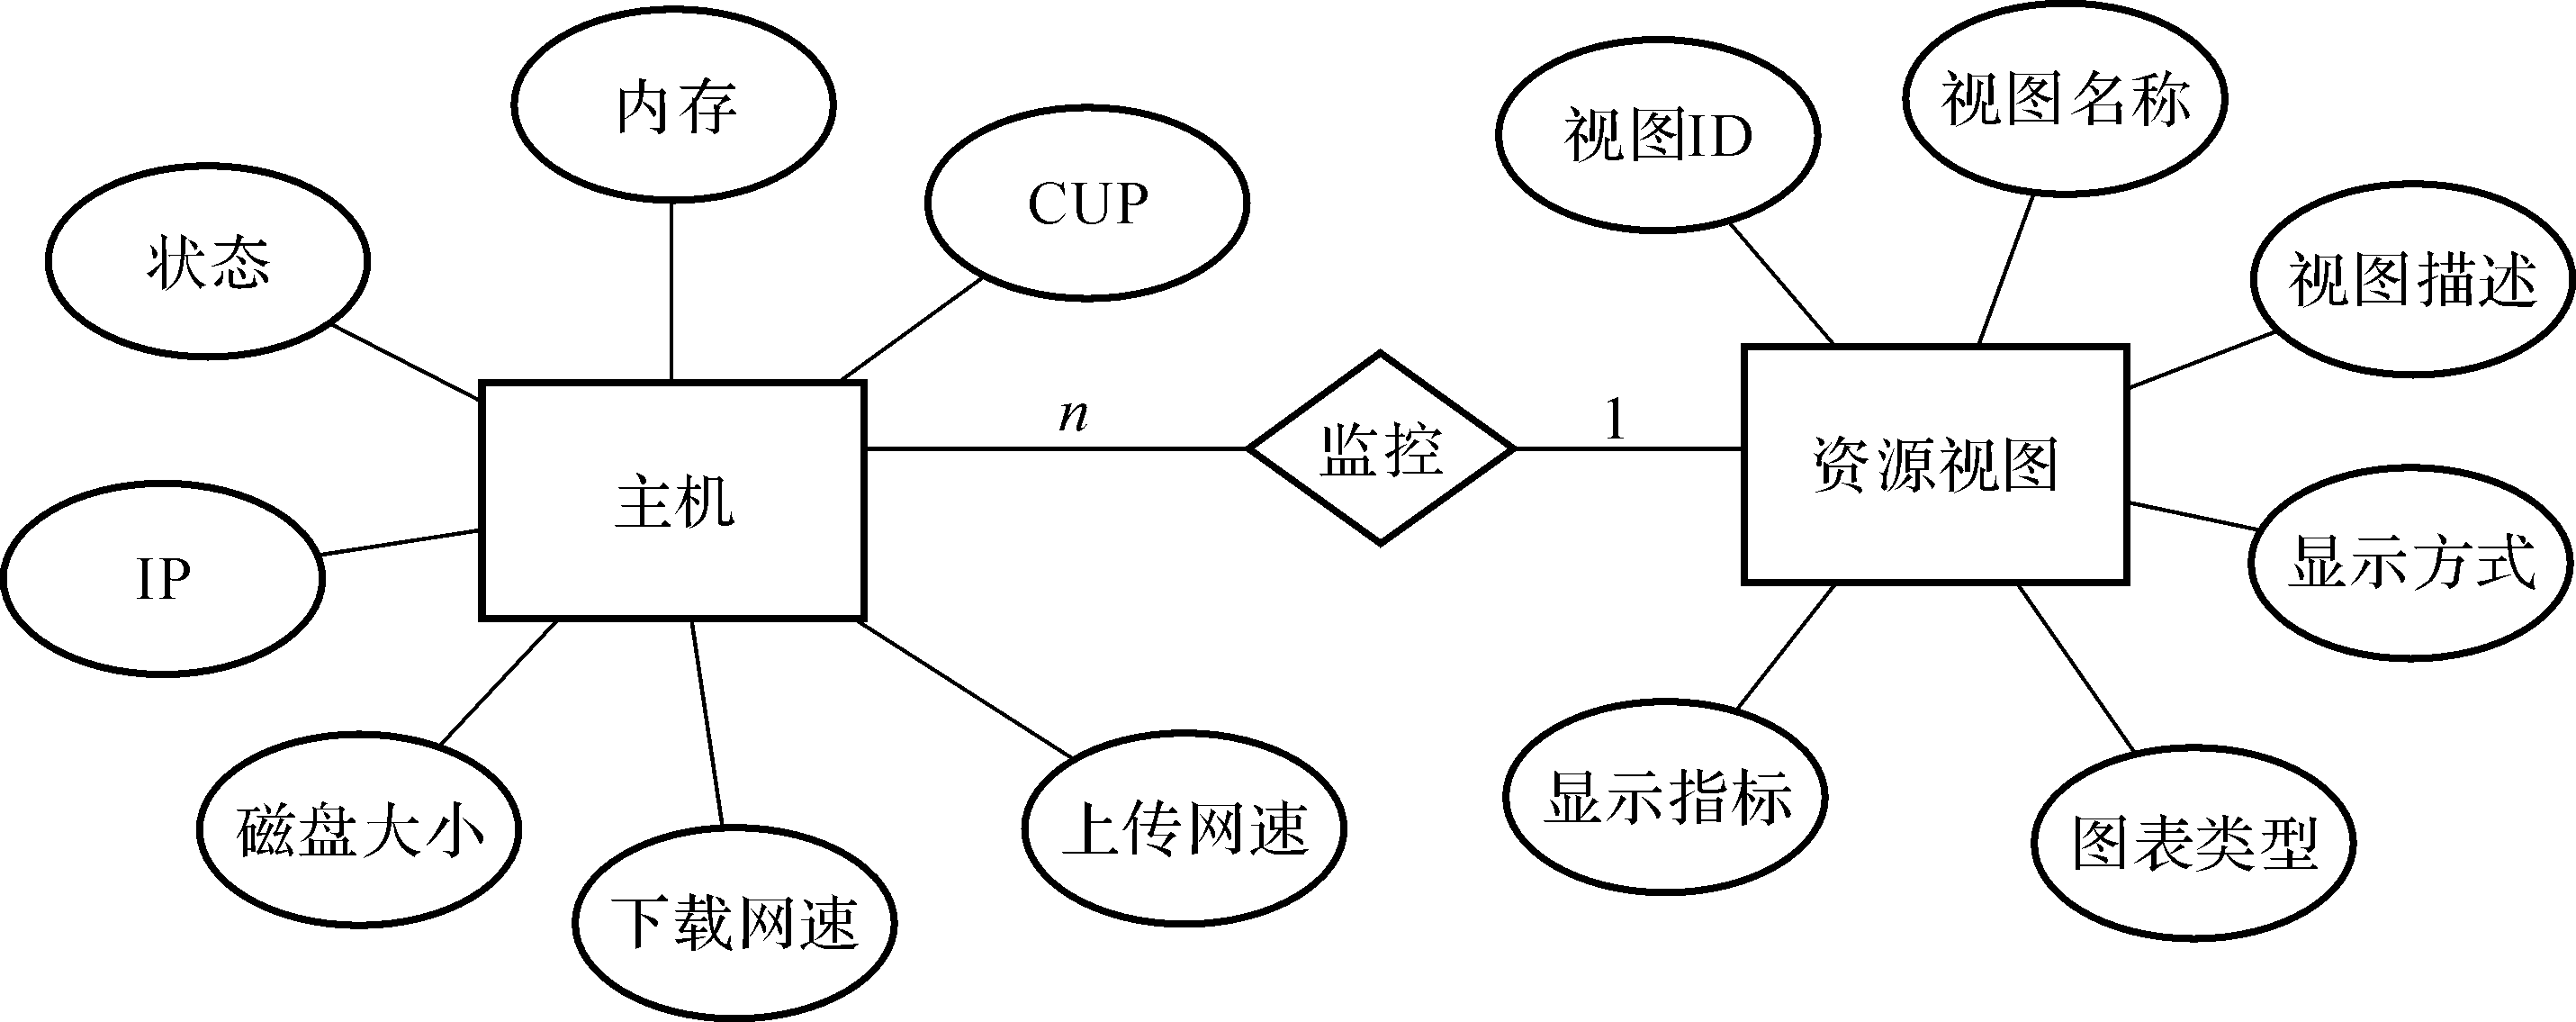 内存
视图名称
视图ID
CUP
状态
视图描述
n
监控
1
资源视图
主机
显示方式
IP
显示指标
磁盘大小
上传网速
图表类型
下载网速